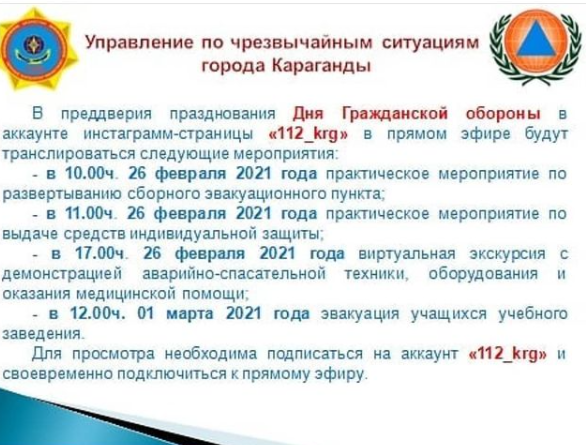 Управление по чрезвычайным ситуациям
города Караганды
В преддверия празднования Дня Гражданской обороны в
аккаунте инстаграмм-страницы «112_krg» в прямом эфире будут
транслироваться следующие мероприятия:
- в 10.00ч. 26 февраля 2021 года практическое мероприятие по
развертыванию сборного эвакуационного пункта;
- в 11.00ч. 26 февраля 2021 года практическое мероприятие по
выдаче средств индивидуальной защиты;
- в 17.00ч. 26 февраля 2021 года виртуальная экскурсия с
демонстрацией аварийно-спасательной техники, оборудования и
оказания медицинской помощи;
- в 12.00ч. 01 марта 2021 года эвакуация учащихся учебного
заведения.
Для просмотра необходима подписаться на аккаунт «112_krg» и
своевременно подключиться к прямому эфиру.